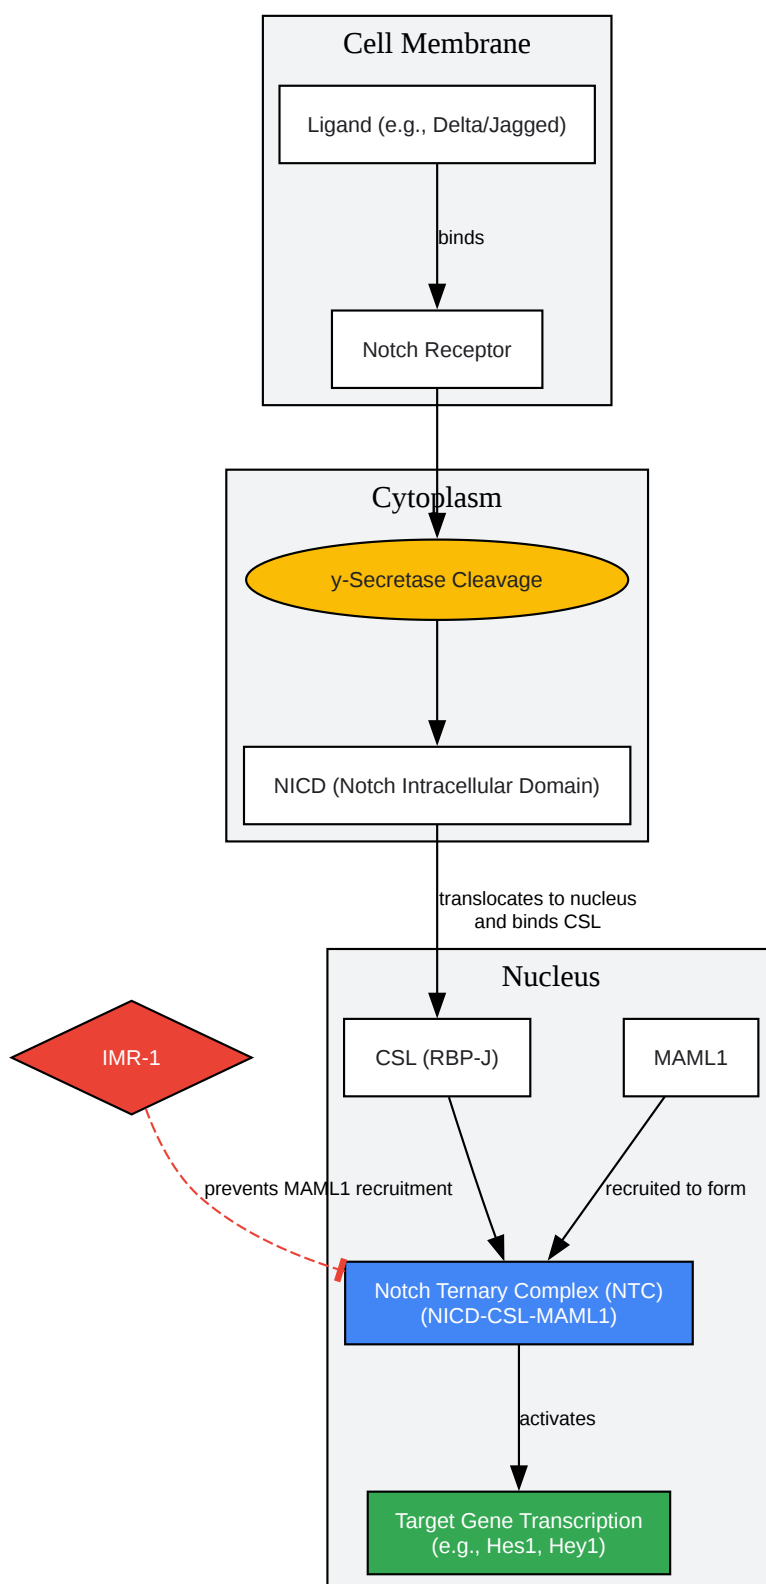 Cell Membrane
Ligand (e.g., Delta/Jagged)
binds
Notch Receptor
Cytoplasm
y-Secretase Cleavage
NICD (Notch Intracellular Domain)
translocates to nucleus
and binds CSL
Nucleus
IMR-1
CSL (RBP-J)
MAML1
prevents MAML1 recruitment
recruited to form
Notch Ternary Complex (NTC)
(NICD-CSL-MAML1)
activates
Target Gene Transcription
(e.g., Hes1, Hey1)